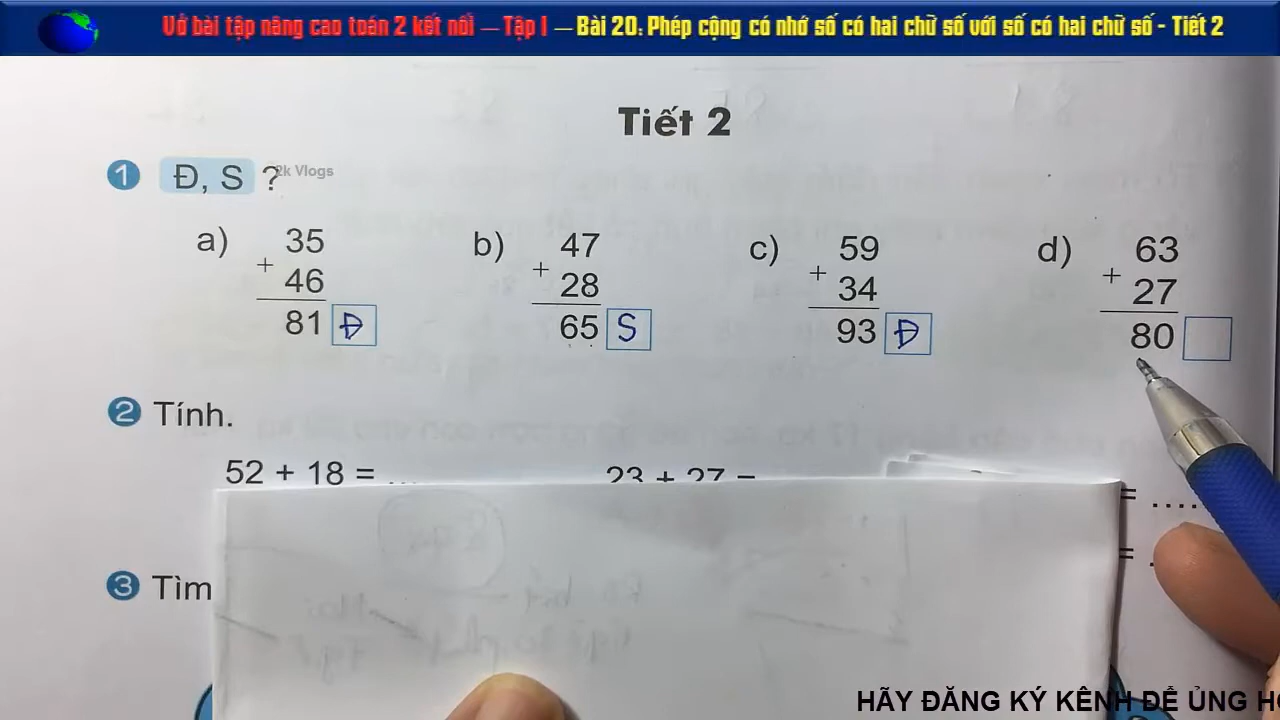 Vở bài tập nâng cao toán 2 kết nối – Tập 1 – Bài 20: Phép cộng có nhớ số có hai chữ số với số có hai chữ số - Tiết 2
Tiết 2
1 Đ, S ?
2k Vlogs
a) 35 + 46 81 Đ
b) 47 + 28 65 S
c) 59 + 34 93 Đ
d) 63 + 27 80
2 Tính.
52 + 18 = ...
23 + 27 =
= ....
= .
3 Tìm
HÃY ĐĂNG KÝ KÊNH ĐỂ ỦNG H